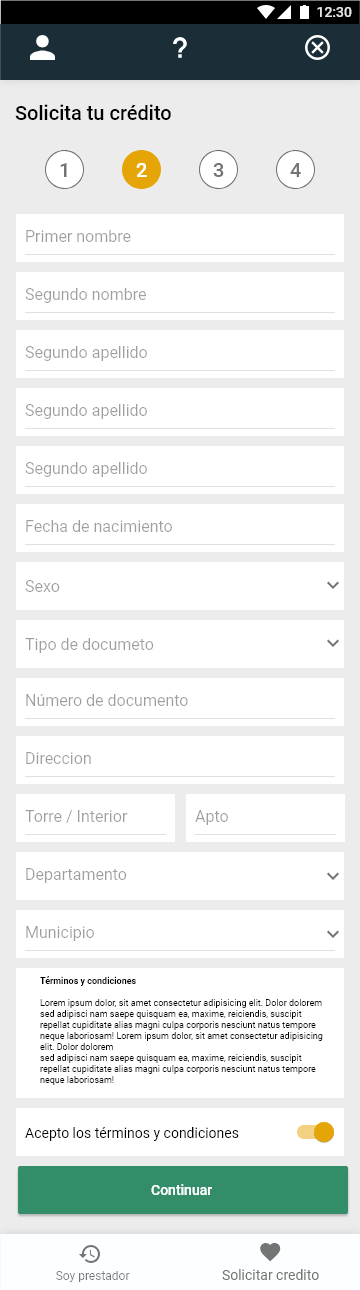 12:30
?
Solicita tu crédito
1 2 3 4
Primer nombre
Segundo nombre
Segundo apellido
Segundo apellido
Segundo apellido
Fecha de nacimiento
Sexo
Tipo de documeto
Número de documento
Direccion
Torre / Interior Apto
Departamento
Municipio
Términos y condiciones
Lorem ipsum dolor, sit amet consectetur adipisicing elit. Dolor dolorem
sed adipisci nam saepe quisquam ea, maxime, reiciendis, suscipit
repellat cupiditate alias magni culpa corporis nesciunt natus tempore
neque laboriosam! Lorem ipsum dolor, sit amet consectetur adipisicing
elit. Dolor dolorem
sed adipisci nam saepe quisquam ea, maxime, reiciendis, suscipit
repellat cupiditate alias magni culpa corporis nesciunt natus tempore
neque laboriosam!
Acepto los términos y condiciones
Continuar
Soy prestador Solicitar credito